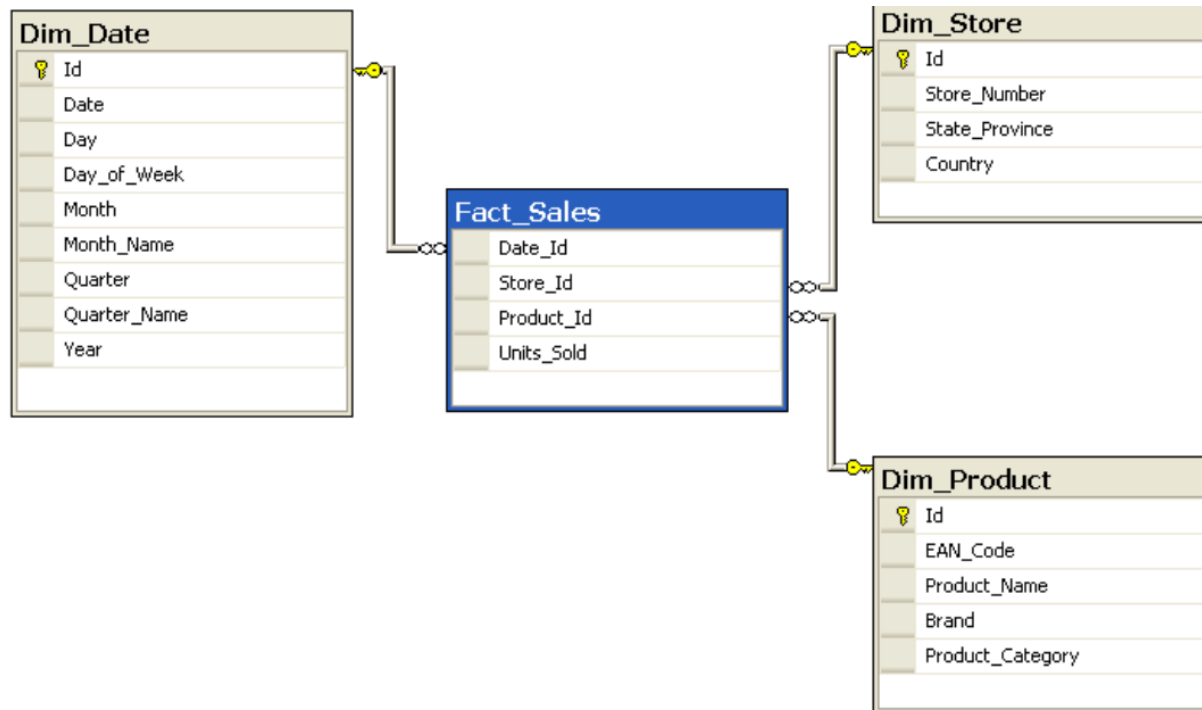 Dim_Date
Id
Date
Day
Day_of_Week
Month
Month_Name
Quarter
Quarter_Name
Year
Fact_Sales
Date_Id
Store_Id
Product_Id
Units_Sold
Dim_Store
Id
Store_Number
State_Province
Country
Dim_Product
Id
EAN_Code
Product_Name
Brand
Product_Category